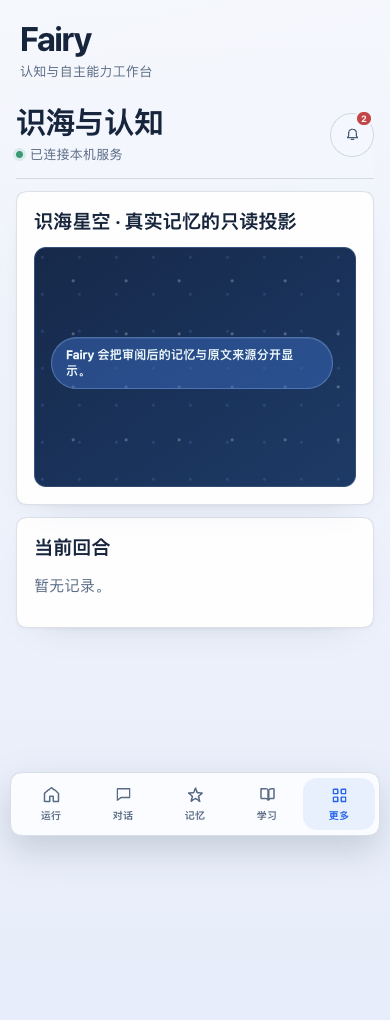 Fairy
认知与自主能力工作台
识海与认知
2
已连接本机服务
识海星空 · 真实记忆的只读投影
Fairy 会把审阅后的记忆与原文来源分开显
示。
当前回合
暂无记录。
运行
对话
记忆
学习
更多